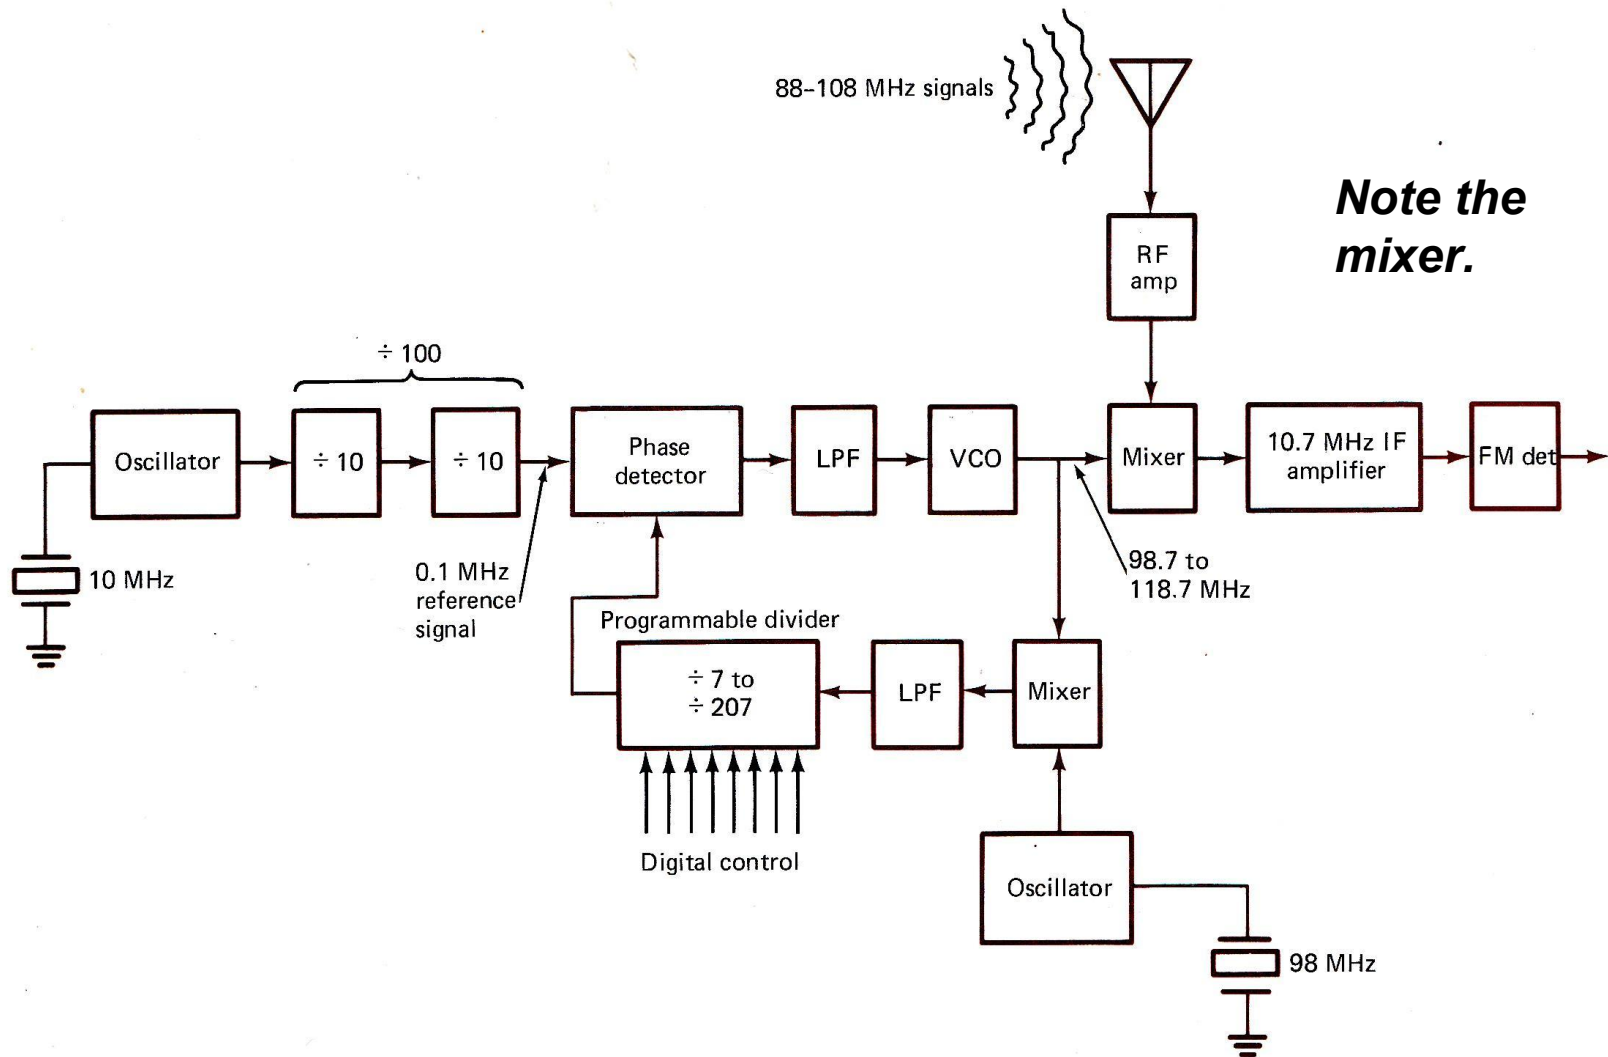 88–108 MHz signals
Note the
mixer.
RF
amp
÷ 100
Oscillator
÷ 10
÷ 10
Phase
detector
LPF
VCO
Mixer
10.7 MHz IF
amplifier
FM det
10 MHz
0.1 MHz
reference
signal
98.7 to
118.7 MHz
Programmable divider
÷ 7 to
÷ 207
LPF
Mixer
Digital control
Oscillator
98 MHz